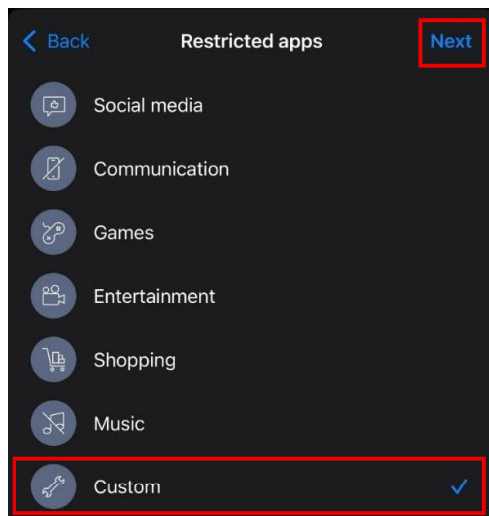 Back Restricted apps Next
Social media
Communication
Games
Entertainment
Shopping
Music
Custom